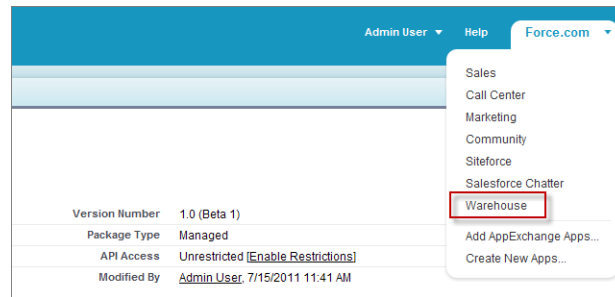 Admin User Help Force.com
Sales
Call Center
Marketing
Community
Siteforce
Salesforce Chatter
Warehouse
Add AppExchange Apps...
Create New Apps...
Version Number 1.0 (Beta 1)
Package Type Managed
API Access Unrestricted [Enable Restrictions]
Modified By Admin User, 7/15/2011 11:41 AM